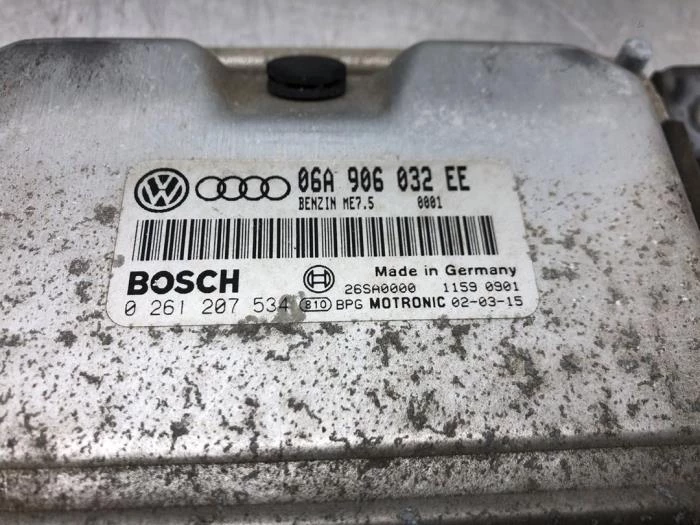 06A 906 032 EE
BENZIN ME7.5 0001
BOSCH Made in Germany
26SA0000 1159 0901
0 261 207 534 B10 BPG MOTRONIC 02-03-15